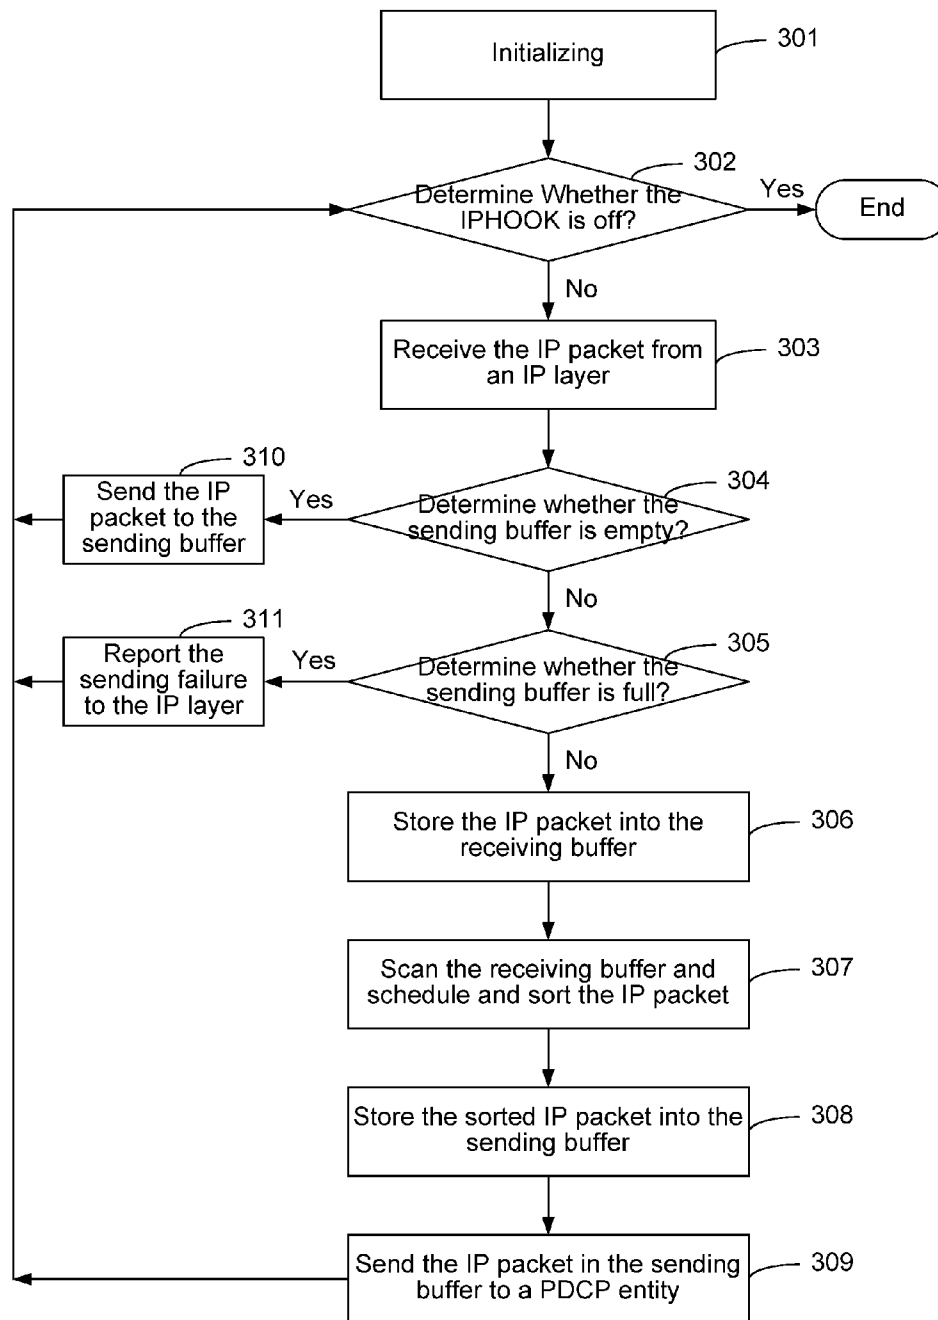 Initializing
301
302
Determine Whether the
IPHOOK is off?
Yes
End
No
Receive the IP packet from
an IP layer
303
310
Send the IP
packet to the
sending buffer
Yes
Determine whether the
sending buffer is empty?
304
No
311
Report the
sending failure
to the IP layer
Yes
Determine whether the
sending buffer is full?
305
No
Store the IP packet into the
receiving buffer
306
Scan the receiving buffer and
schedule and sort the IP packet
307
Store the sorted IP packet into the
sending buffer
308
Send the IP packet in the sending
buffer to a PDCP entity
309